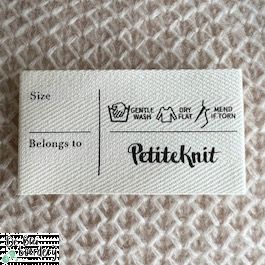 Size
GENTLE WASH
DRY FLAT
MEND IF TORN
Belongs to
PetiteKnit